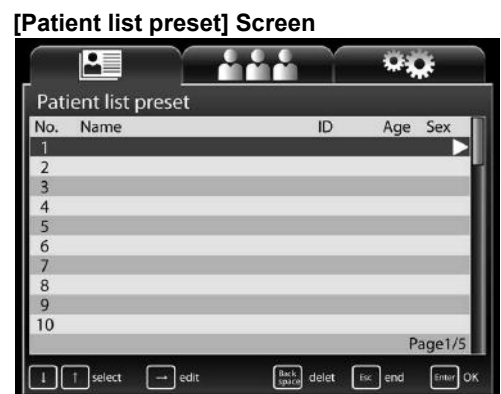 [Patient list preset] Screen
Patient list preset
No. Name ID Age Sex
1
2
3
4
5
6
7
8
9
10
Page1/5
↓ ↑ select → edit Back space delet Esc end Enter OK